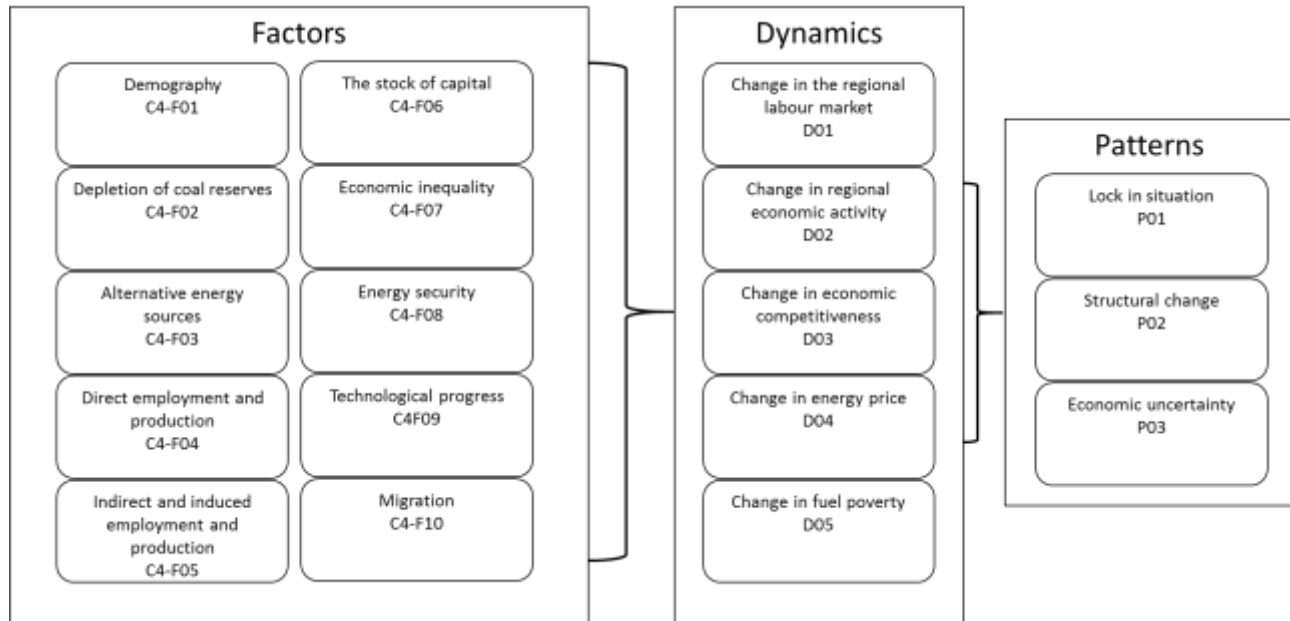 Factors
Demography
C4-F01
The stock of capital
C4-F06
Depletion of coal reserves
C4-F02
Economic inequality
C4-F07
Alternative energy
sources
C4-F03
Energy security
C4-F08
Direct employment and
production
C4-F04
Technological progress
C4F09
Indirect and induced
employment and
production
C4-F05
Migration
C4-F10
Dynamics
Change in the regional
labour market
D01
Change in regional
economic activity
D02
Change in economic
competitiveness
D03
Change in energy price
D04
Change in fuel poverty
D05
Patterns
Lock in situation
P01
Structural change
P02
Economic uncertainty
P03